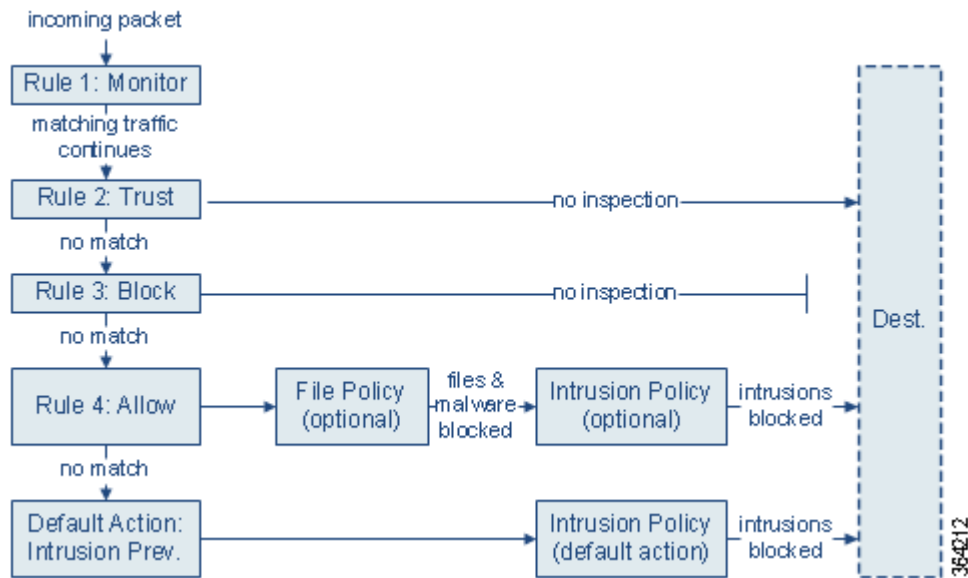 incoming packet
Rule 1: Monitor
matching traffic
continues
Rule 2: Trust
no inspection
no match
Rule 3: Block
no inspection
no match
Dest.
Rule 4: Allow
File Policy
(optional)
files &
malware
blocked
Intrusion Policy
(optional)
intrusions
blocked
no match
Default Action:
Intrusion Prev.
Intrusion Policy
(default action)
intrusions
blocked
364212